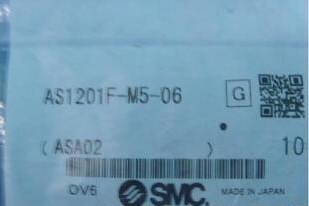 AS1201F-M5-06 G
( ASA02 ) 10
OV6 SMC. MADE IN JAPAN